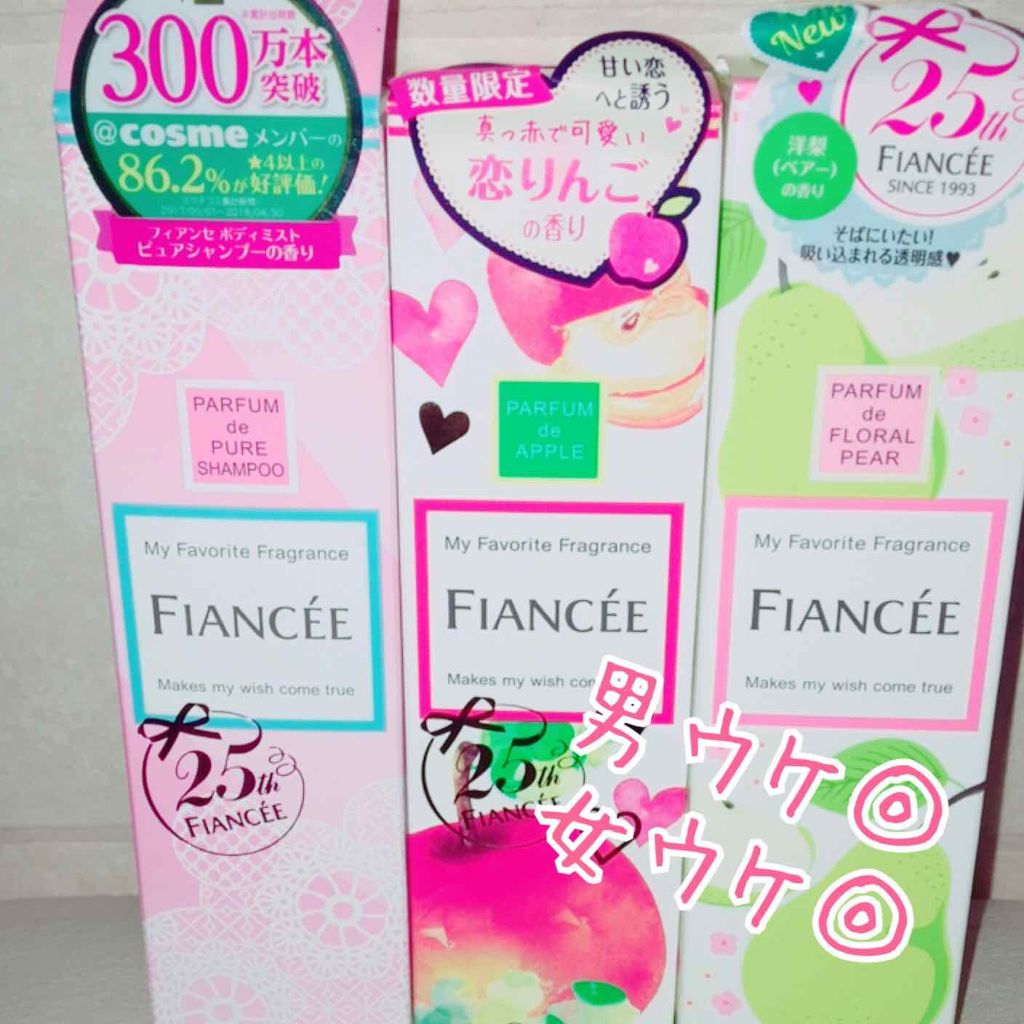 ※累計出荷数
300万本
突破
@cosmeメンバーの
86.2%が
★4以上の
好評価!
フィアンセ ボディミスト
ピュアシャンプーの香り
PARFUM
de
PURE
SHAMPOO
My Favorite Fragrance
FIANCÉE
Makes my wish come true
25th
FIANCÉE
数量限定
甘い恋
へと誘う
真っ赤で可愛い
恋りんご
の香り
PARFUM
de
APPLE
My Favorite Fragrance
FIANCÉE
Makes my wish com
25th
FIANCÉE
New
25th
FIANCÉE
SINCE 1993
洋梨
(ペアー)
の香り
そばにいたい!
吸い込まれる透明感♥
PARFUM
de
FLORAL
PEAR
My Favorite Fragrance
FIANCÉE
Makes my wish come true
男ウケ◎
女ウケ◎